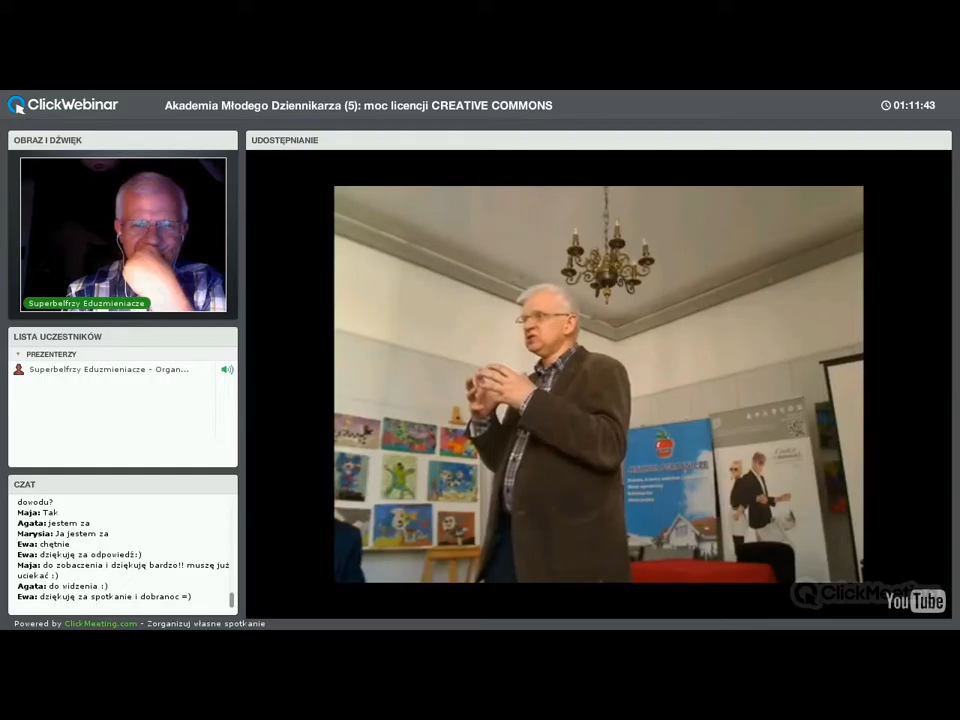 ClickWebinar
Akademia Młodego Dziennikarza (5): moc licencji CREATIVE COMMONS
01:11:43
OBRAZ I DŹWIĘK
Superbelfrzy Eduzmieniacze
LISTA UCZESTNIKÓW
PREZENTERZY
Superbelfrzy Eduzmieniacze - Organ...
CZAT
dowodu?
Maja: Tak
Agata: jestem za
Marysia: Ja jestem za
Ewa: chętnie
Ewa: dziękuję za odpowiedź:)
Maja: do zobaczenia i dziękuję bardzo!! muszę już
uciekać :)
Agata: do widzenia :)
Ewa: dziękuję za spotkanie i dobranoc =)
UDOSTĘPNIANIE
ClickMeeting
YouTube
Powered by ClickMeeting.com - Zorganizuj własne spotkanie